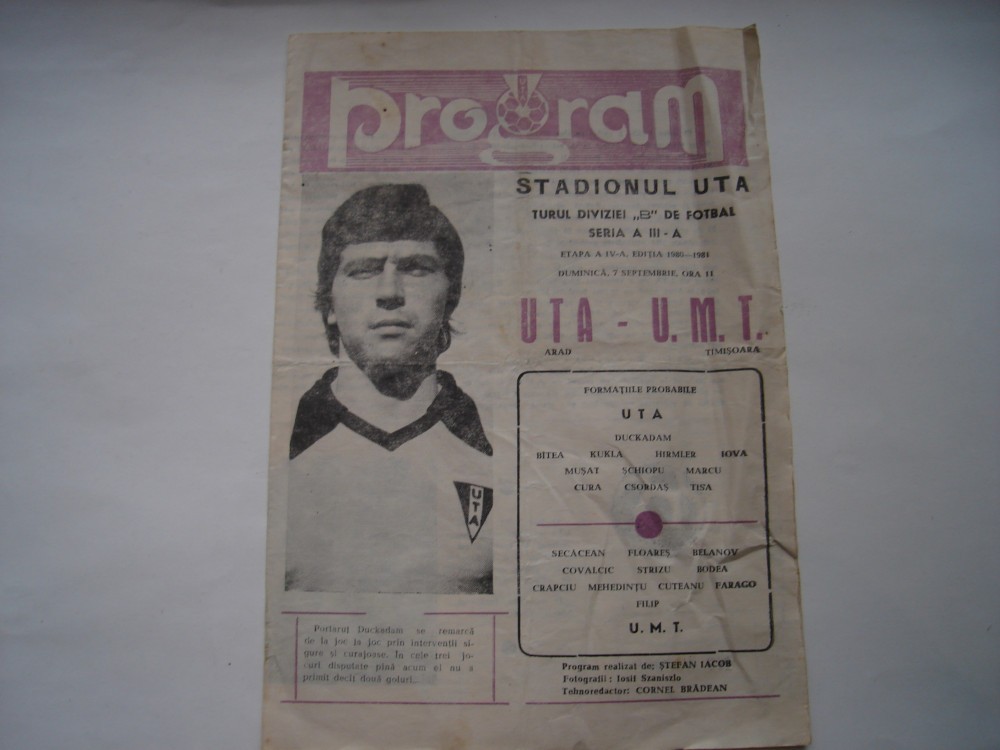 program
STADIONUL UTA
TURUL DIVIZIEI „B” DE FOTBAL
SERIA A III-A
ETAPA A IV-A, EDIȚIA 1980—1981
DUMINICĂ, 7 SEPTEMBRIE, ORA 11
UTA - U. M. T.
ARAD TIMIȘOARA
FORMAȚIILE PROBABILE
UTA
DUCKADAM
BÎTEA KUKLA HIRMLER IOVA
MUȘAT SCHIOPU MARCU
CURA CSORDAȘ TISA
SECĂCEAN FLOAREȘ BELANOV
COVALCIC STRIZU BODEA
CRAPCIU MEHEDINȚU CUTEANU FARAGO
FILIP
U. M. T.
UTA
Portarul Duckadam se remarcă
de la joc la joc prin intervenții si-
gure și curajoase. În cele trei jo-
curi disputate pînă acum el nu a
primit decît două goluri...
Program realizat de: ȘTEFAN IACOB
Fotografii : Iosif Szaniszlo
Tehnoredactor: CORNEL BRĂDEAN